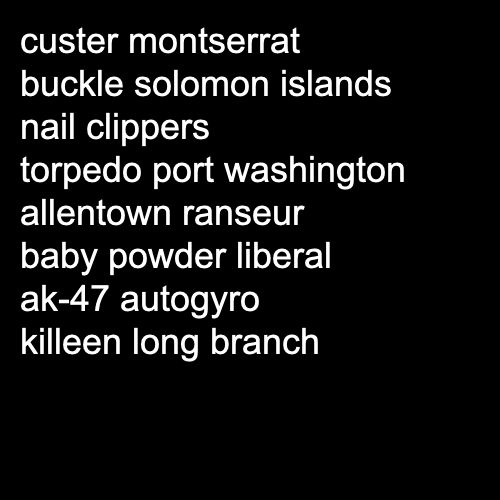 custer montserrat
buckle solomon islands
nail clippers
torpedo port washington
allentown ranseur
baby powder liberal
ak-47 autogyro
killeen long branch